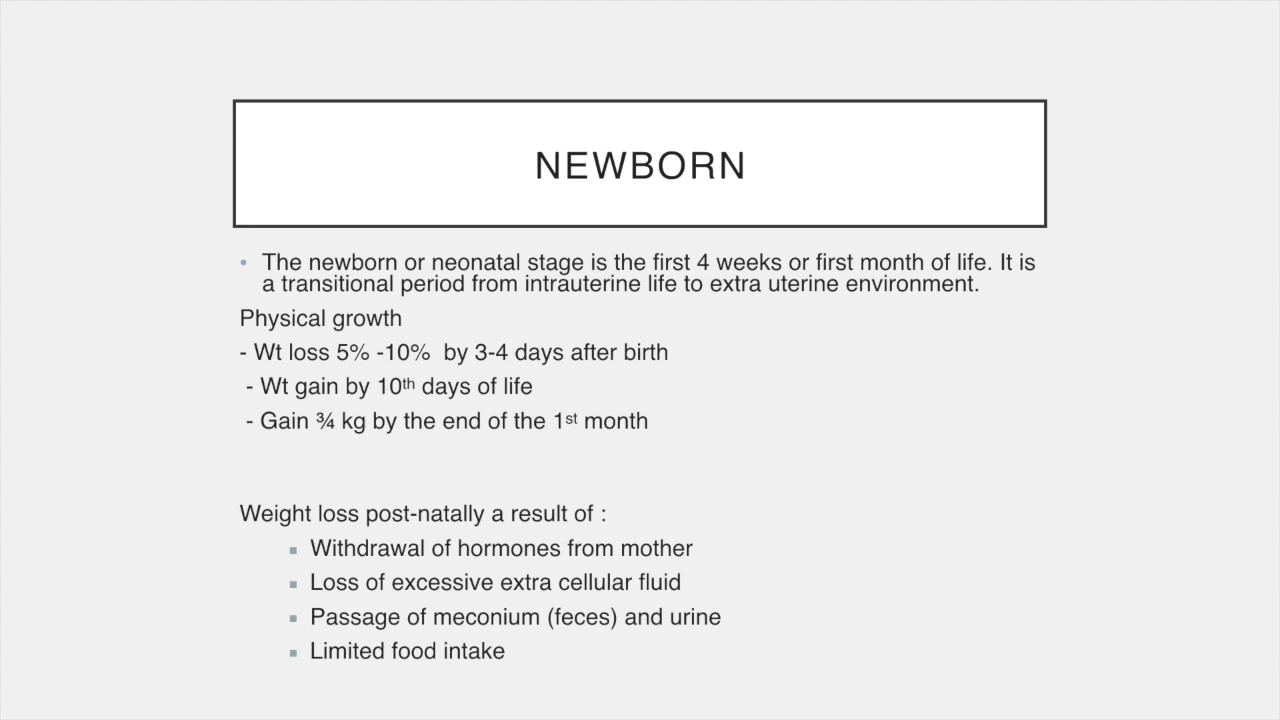 NEWBORN
• The newborn or neonatal stage is the first 4 weeks or first month of life. It is
a transitional period from intrauterine life to extra uterine environment.
Physical growth
- Wt loss 5% -10%  by 3-4 days after birth
- Wt gain by 10th days of life
- Gain ¾ kg by the end of the 1st month
Weight loss post-natally a result of :
▪ Withdrawal of hormones from mother
▪ Loss of excessive extra cellular fluid
▪ Passage of meconium (feces) and urine
▪ Limited food intake